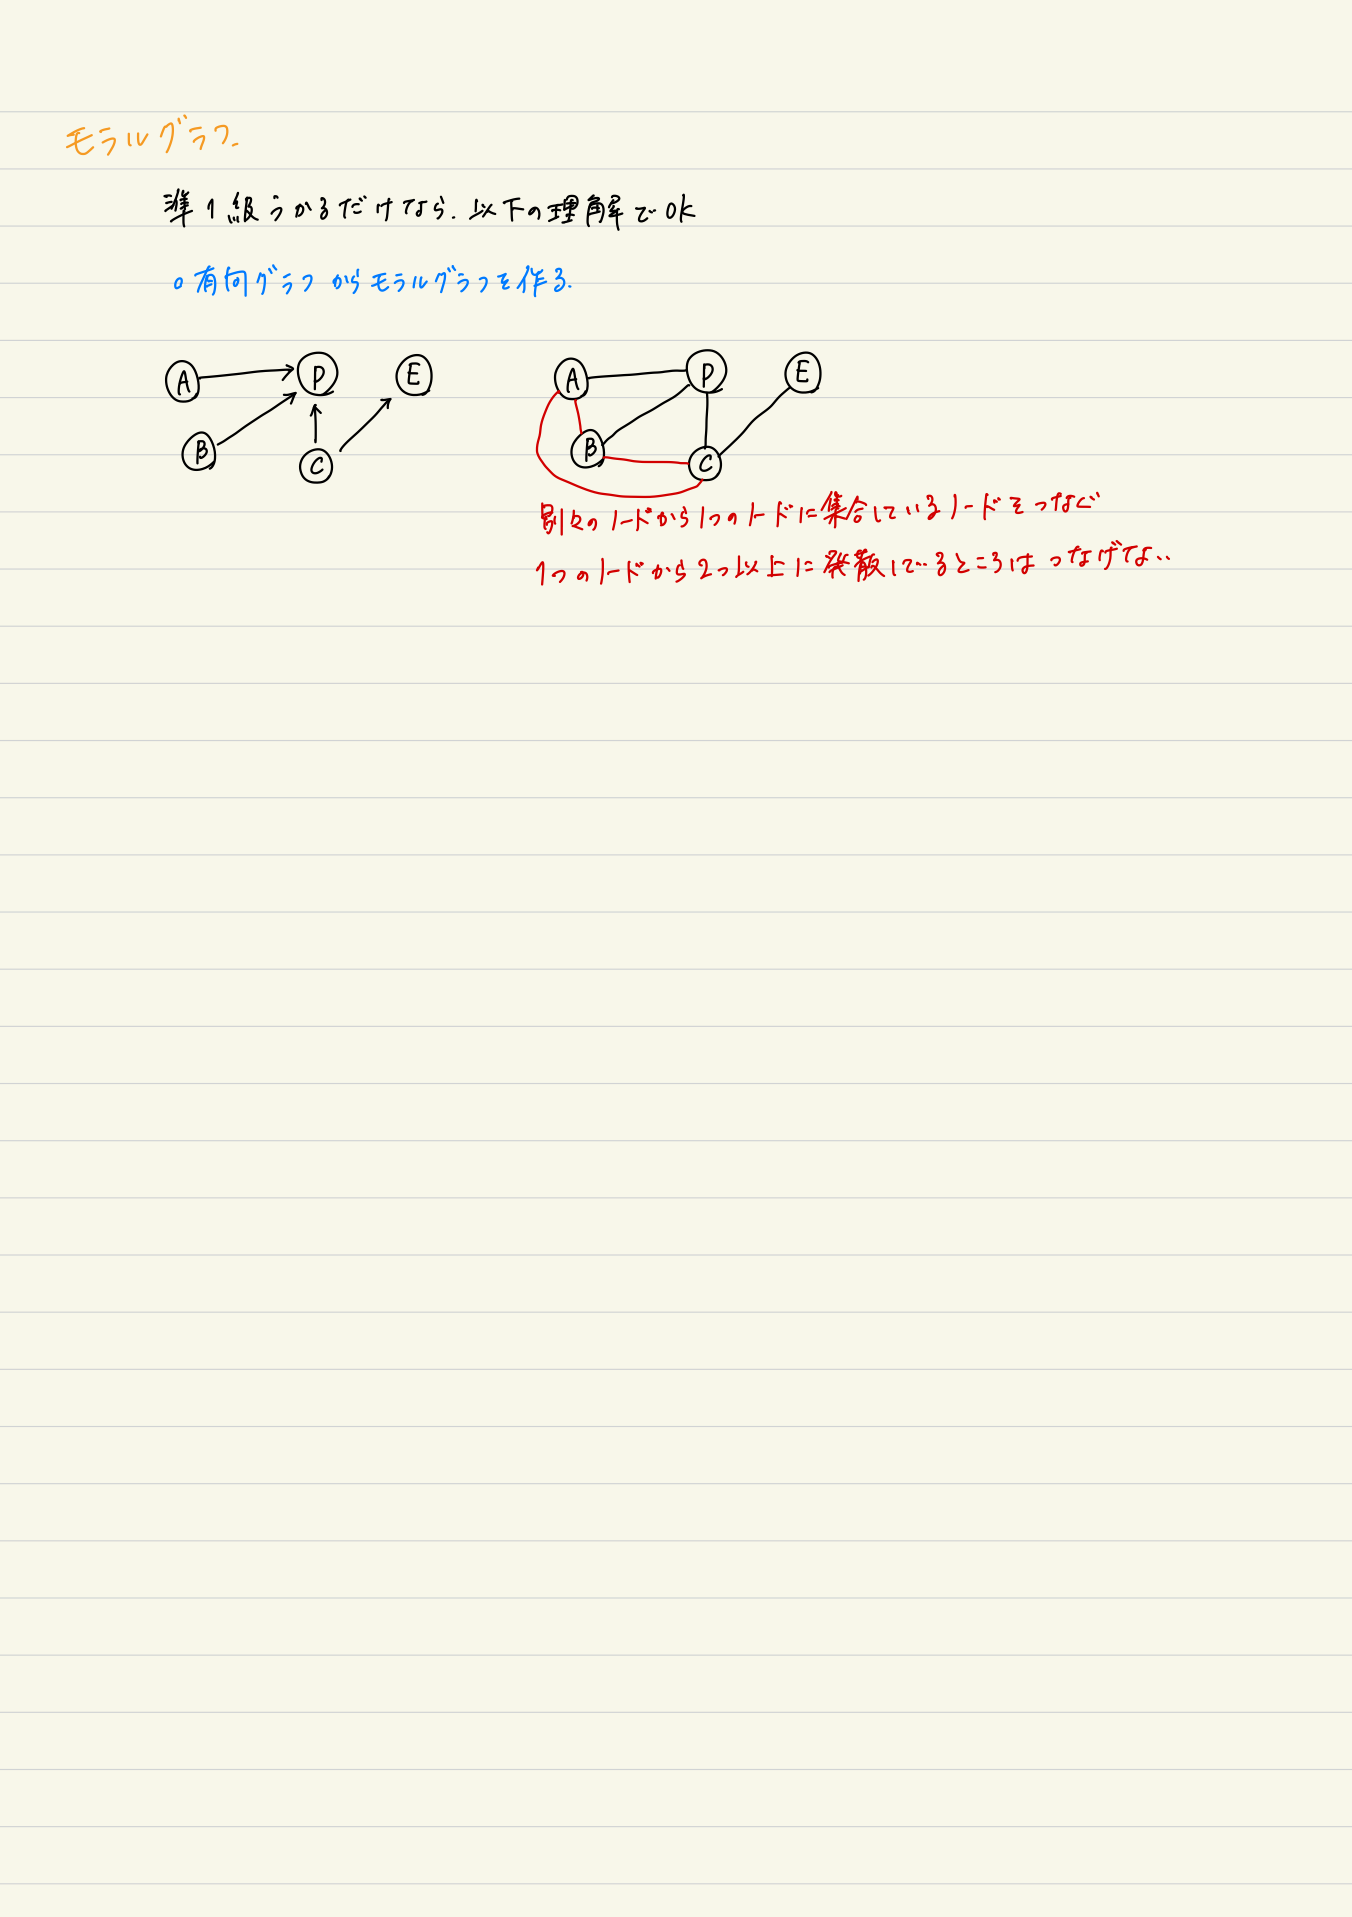 モラルグラフ.
準1級うかるだけなら. 以下の理解でOK
○有向グラフからモラルグラフを作る.
A P E A P E
B C B C
別々のノードから1つのノードに集合しているノードをつなぐ
1つのノードから2つ以上に発散しているところはつなげない